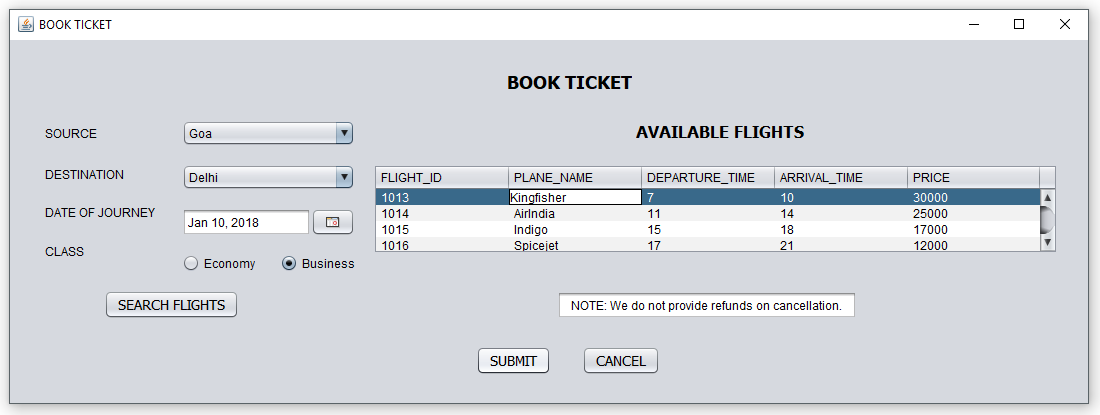 BOOK TICKET
BOOK TICKET
SOURCE
Goa
DESTINATION
Delhi
DATE OF JOURNEY
Jan 10, 2018
CLASS
Economy
Business
SEARCH FLIGHTS
AVAILABLE FLIGHTS
FLIGHT_ID PLANE_NAME DEPARTURE_TIME ARRIVAL_TIME PRICE
1013 Kingfisher 7 10 30000
1014 AirIndia 11 14 25000
1015 Indigo 15 18 17000
1016 Spicejet 17 21 12000
NOTE: We do not provide refunds on cancellation.
SUBMIT
CANCEL